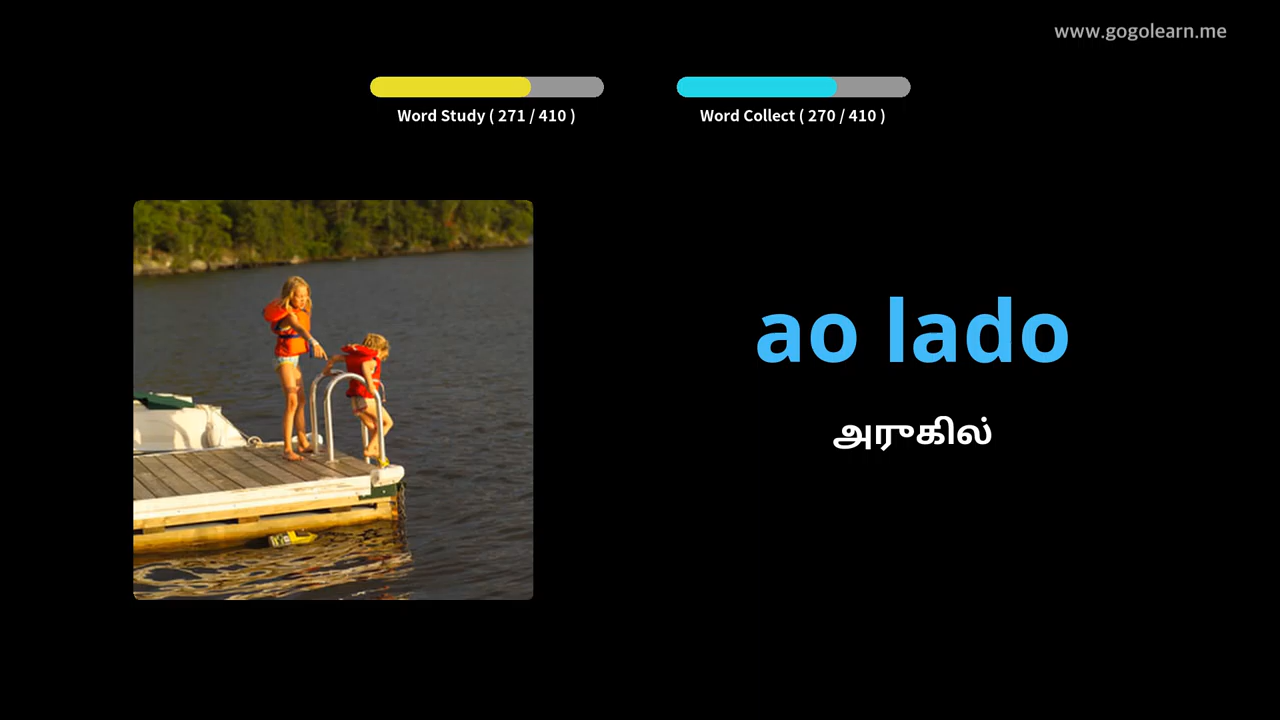 www.gogolearn.me
Word Study ( 271 / 410 )
Word Collect ( 270 / 410 )
ao lado
அருகில்